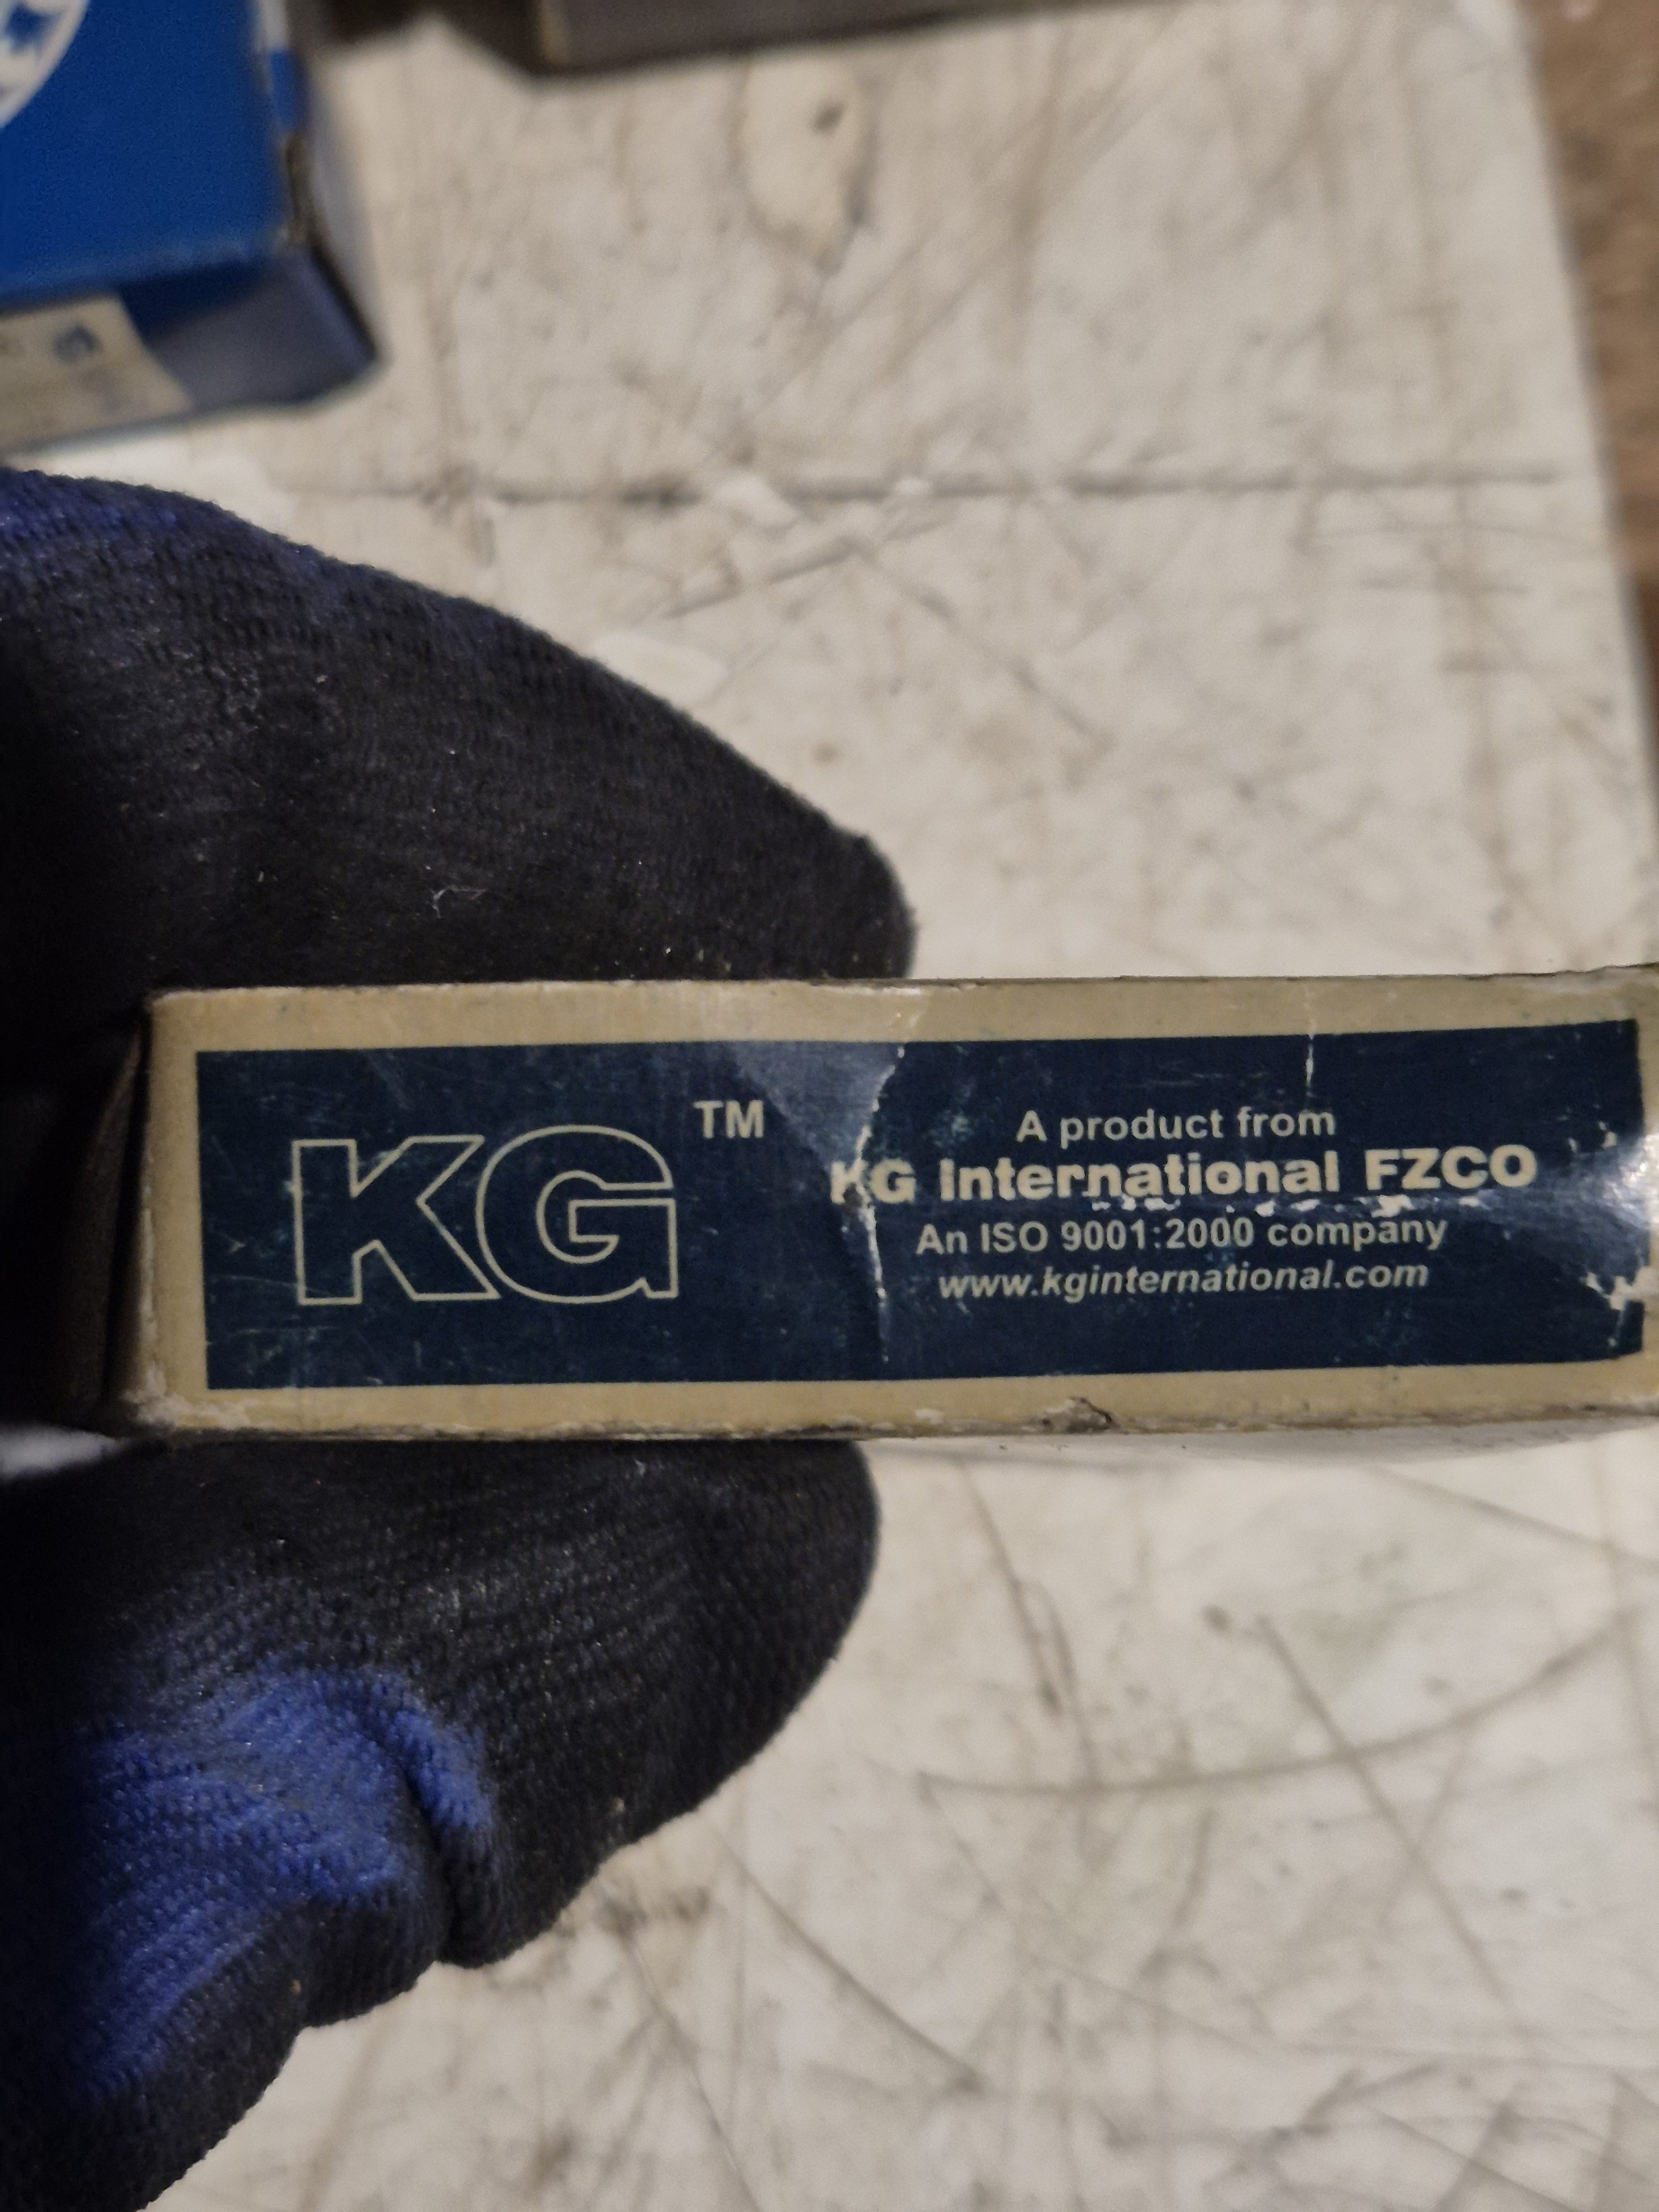 KG TM
A product from
KG International FZCO
An ISO 9001:2000 company
www.kginternational.com